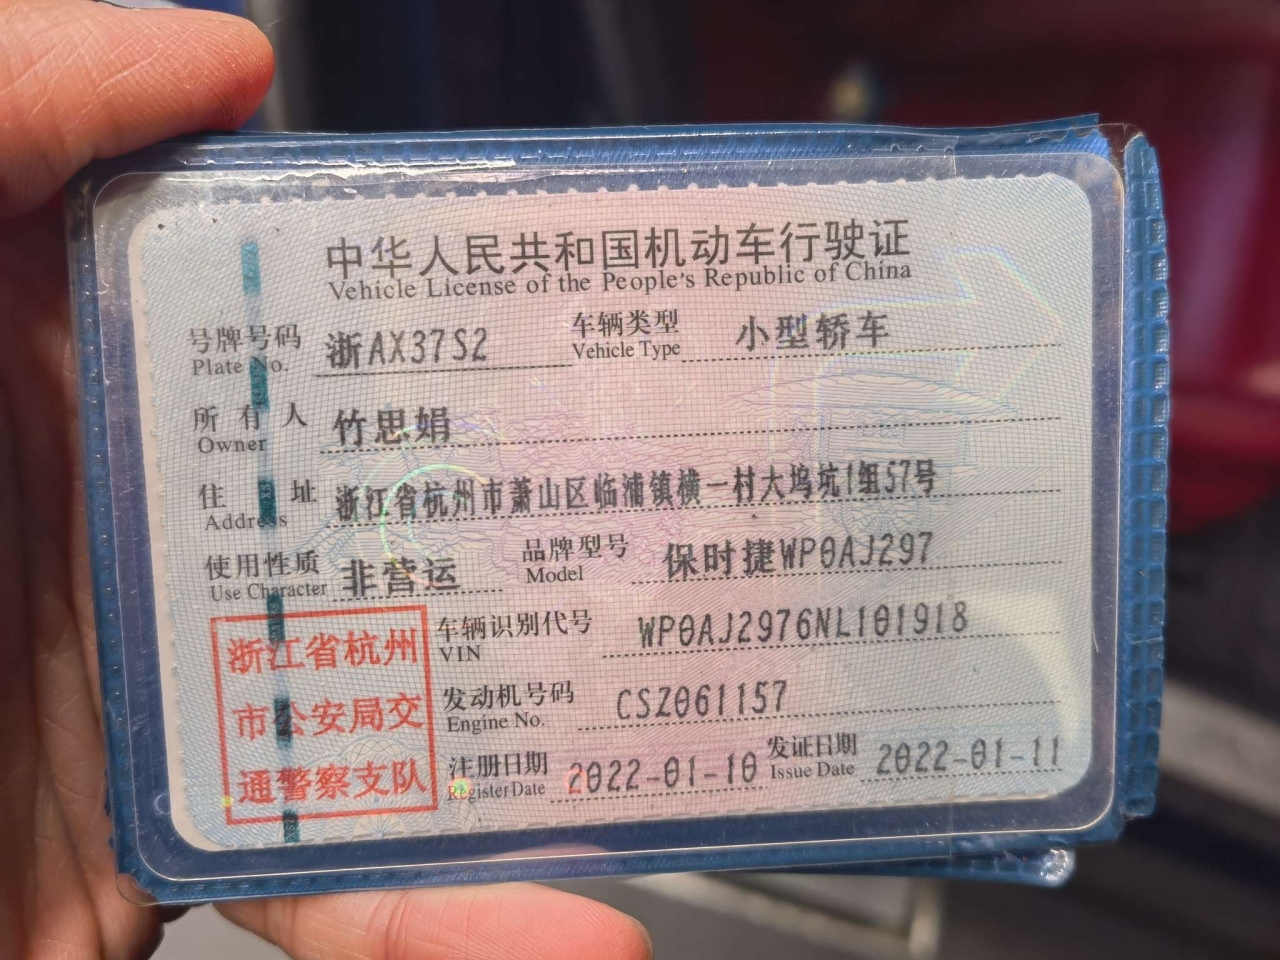 中华人民共和国机动车行驶证
Vehicle License of the People's Republic of China
号牌号码 浙AX37S2 车辆类型 小型轿车
Plate No. Vehicle Type
所有人 竹思娟
Owner
住址 浙江省杭州市萧山区临浦镇横一村大坞坑1组57号
Address
使用性质 非营运 品牌型号 保时捷WP0AJ297
Use Character Model
浙江省杭州
市公安局交
通警察支队
车辆识别代号 WP0AJ2976NL101918
VIN
发动机号码 CSZ061157
Engine No.
注册日期 2022-01-10 发证日期 2022-01-11
Register Date Issue Date